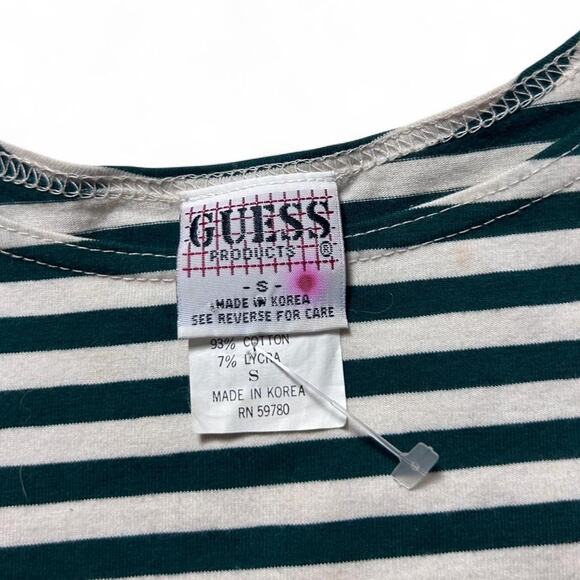 GUESS
PRODUCTS ®
- S -
MADE IN KOREA
SEE REVERSE FOR CARE
93% COTTON
7% LYCRA
S
MADE IN KOREA
RN 59780